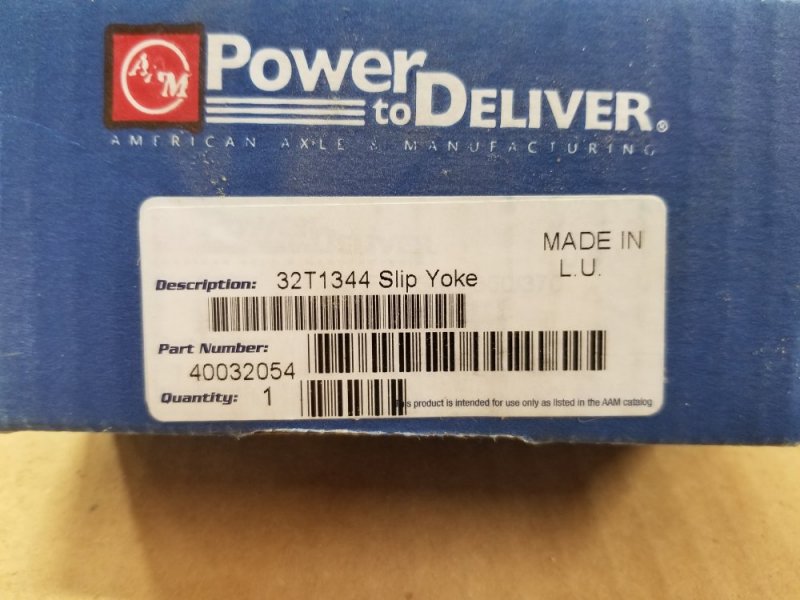 AAM
Power
to DELIVER®
AMERICAN AXLE & MANUFACTURING
MADE IN
L.U.
Description: 32T1344 Slip Yoke
Part Number:
40032054
Quantity: 1
This product is intended for use only as listed in the AAM catalog